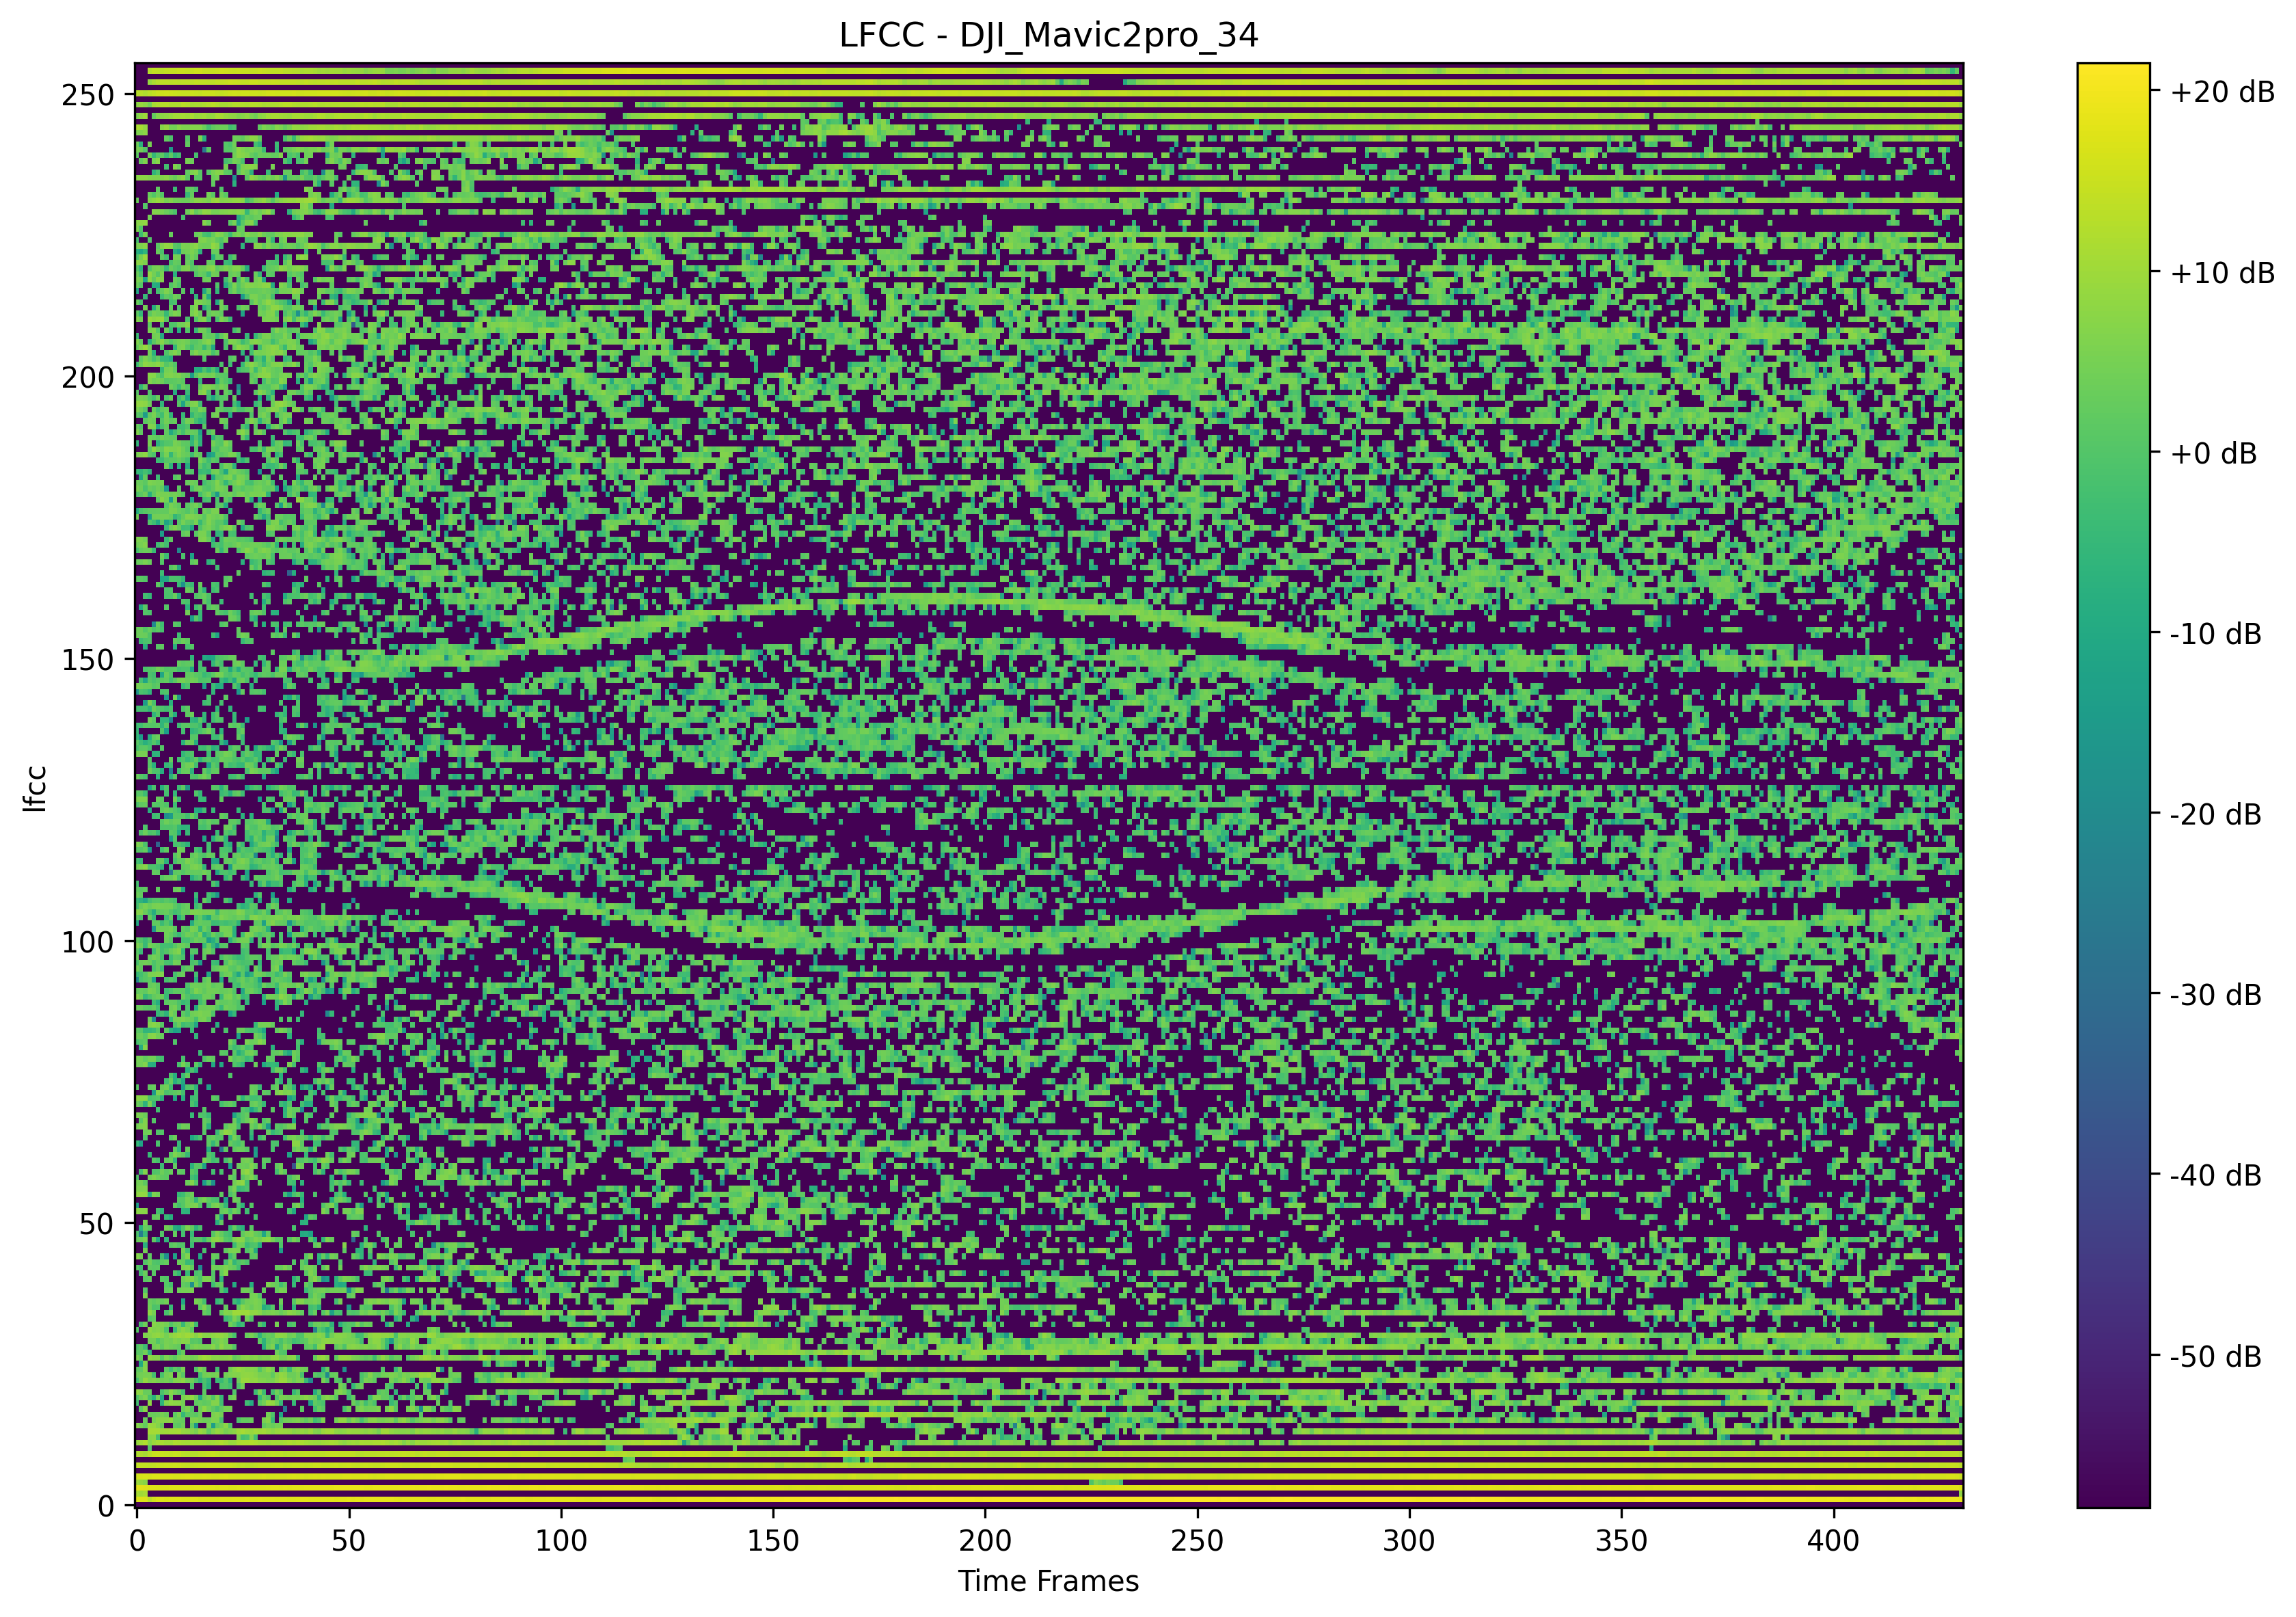 LFCC - DJI_Mavic2pro_34
250
200
150
100
50
0
lfcc
0 50 100 150 200 250 300 350 400
Time Frames
+20 dB
+10 dB
+0 dB
-10 dB
-20 dB
-30 dB
-40 dB
-50 dB